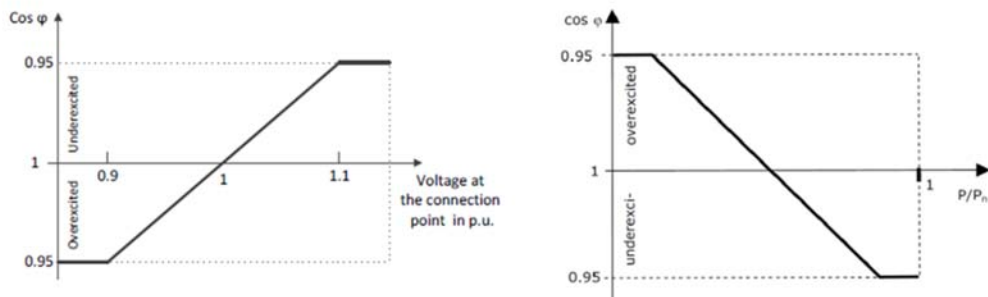 Cos φ
0.95
Underexcited
1
0.9
1
1.1
Voltage at
the connection
point in p.u.
Overexcited
0.95
cos φ
0.95
overexcited
1
1
P/Pn
underexci-
0.95